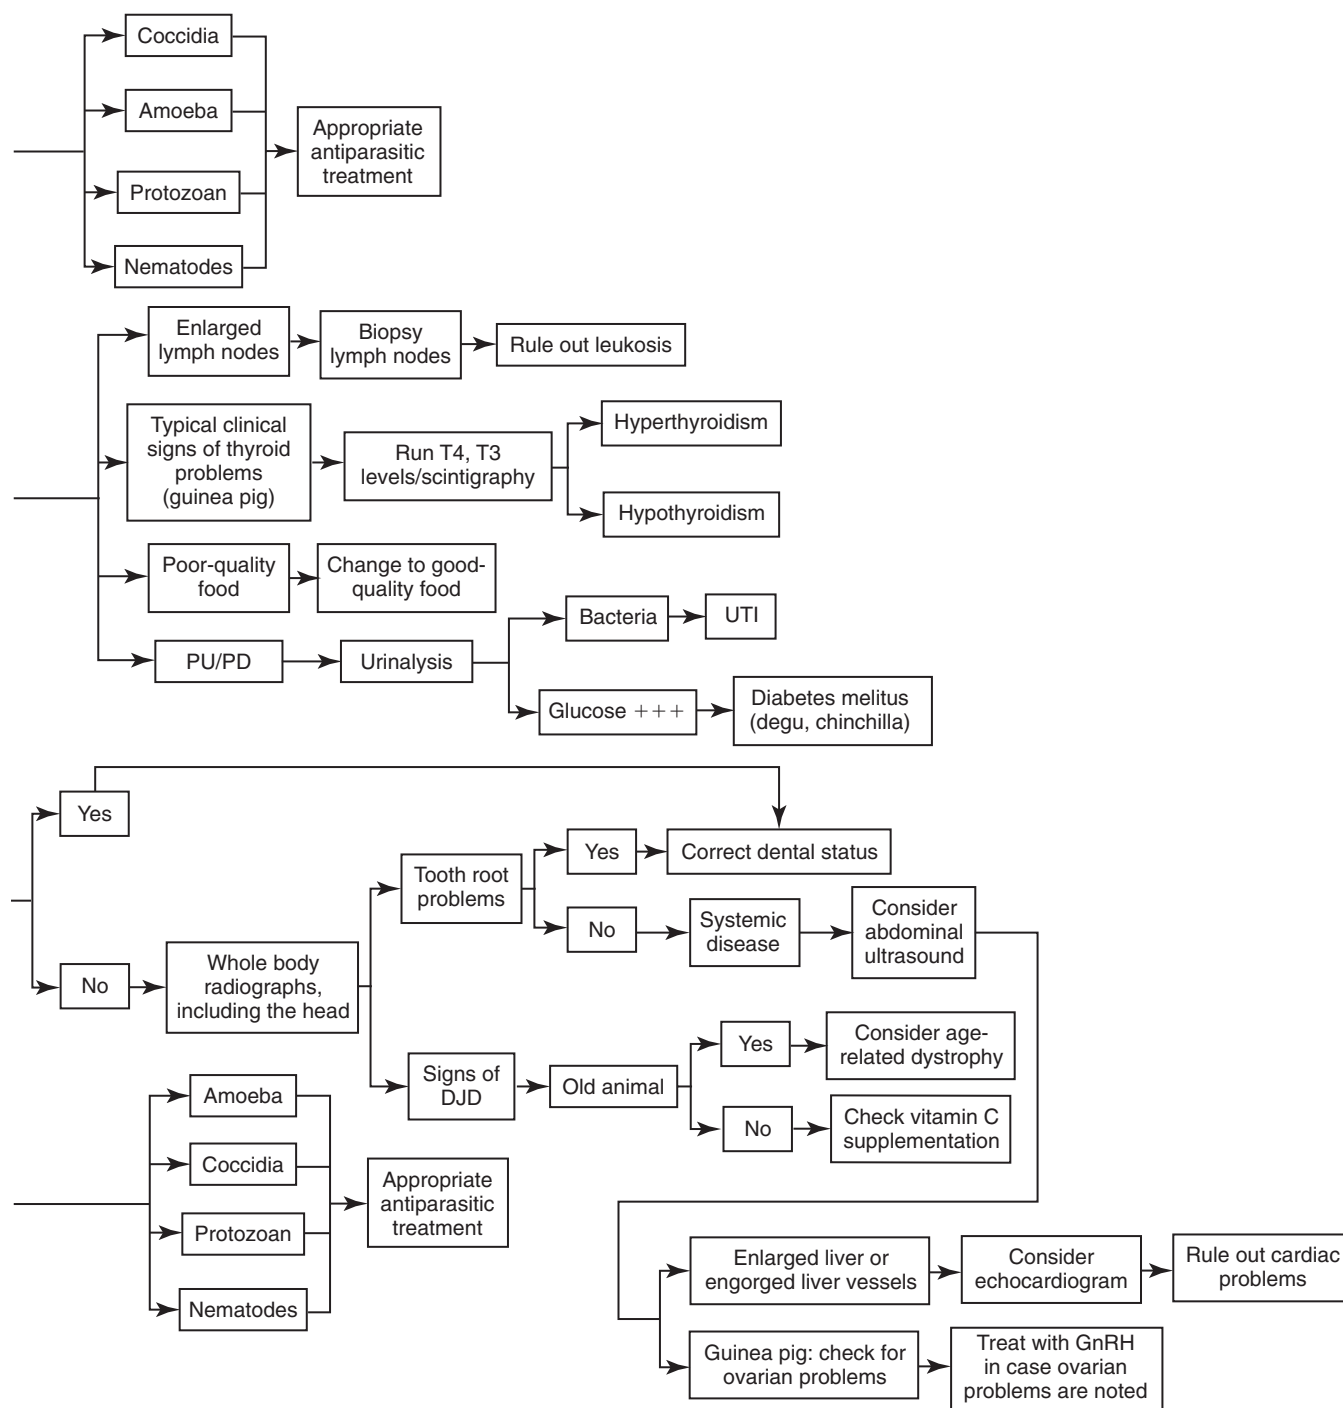 Coccidia
Amoeba
Appropriate
antiparasitic
treatment
Protozoan
Nematodes
Enlarged
lymph nodes
Biopsy
lymph nodes
Rule out leukosis
Typical clinical
signs of thyroid
problems
(guinea pig)
Run T4, T3
levels/scintigraphy
Hyperthyroidism
Hypothyroidism
Poor-quality
food
Change to good-
quality food
Bacteria
UTI
PU/PD
Urinalysis
Glucose +++
Diabetes melitus
(degu, chinchilla)
Yes
Tooth root
problems
Yes
Correct dental status
No
Systemic
disease
Consider
abdominal
ultrasound
No
Whole body
radiographs,
including the head
Signs of
DJD
Old animal
Yes
Consider age-
related dystrophy
No
Check vitamin C
supplementation
Amoeba
Coccidia
Appropriate
antiparasitic
treatment
Protozoan
Nematodes
Enlarged liver or
engorged liver vessels
Consider
echocardiogram
Rule out cardiac
problems
Guinea pig: check for
ovarian problems
Treat with GnRH
in case ovarian
problems are noted